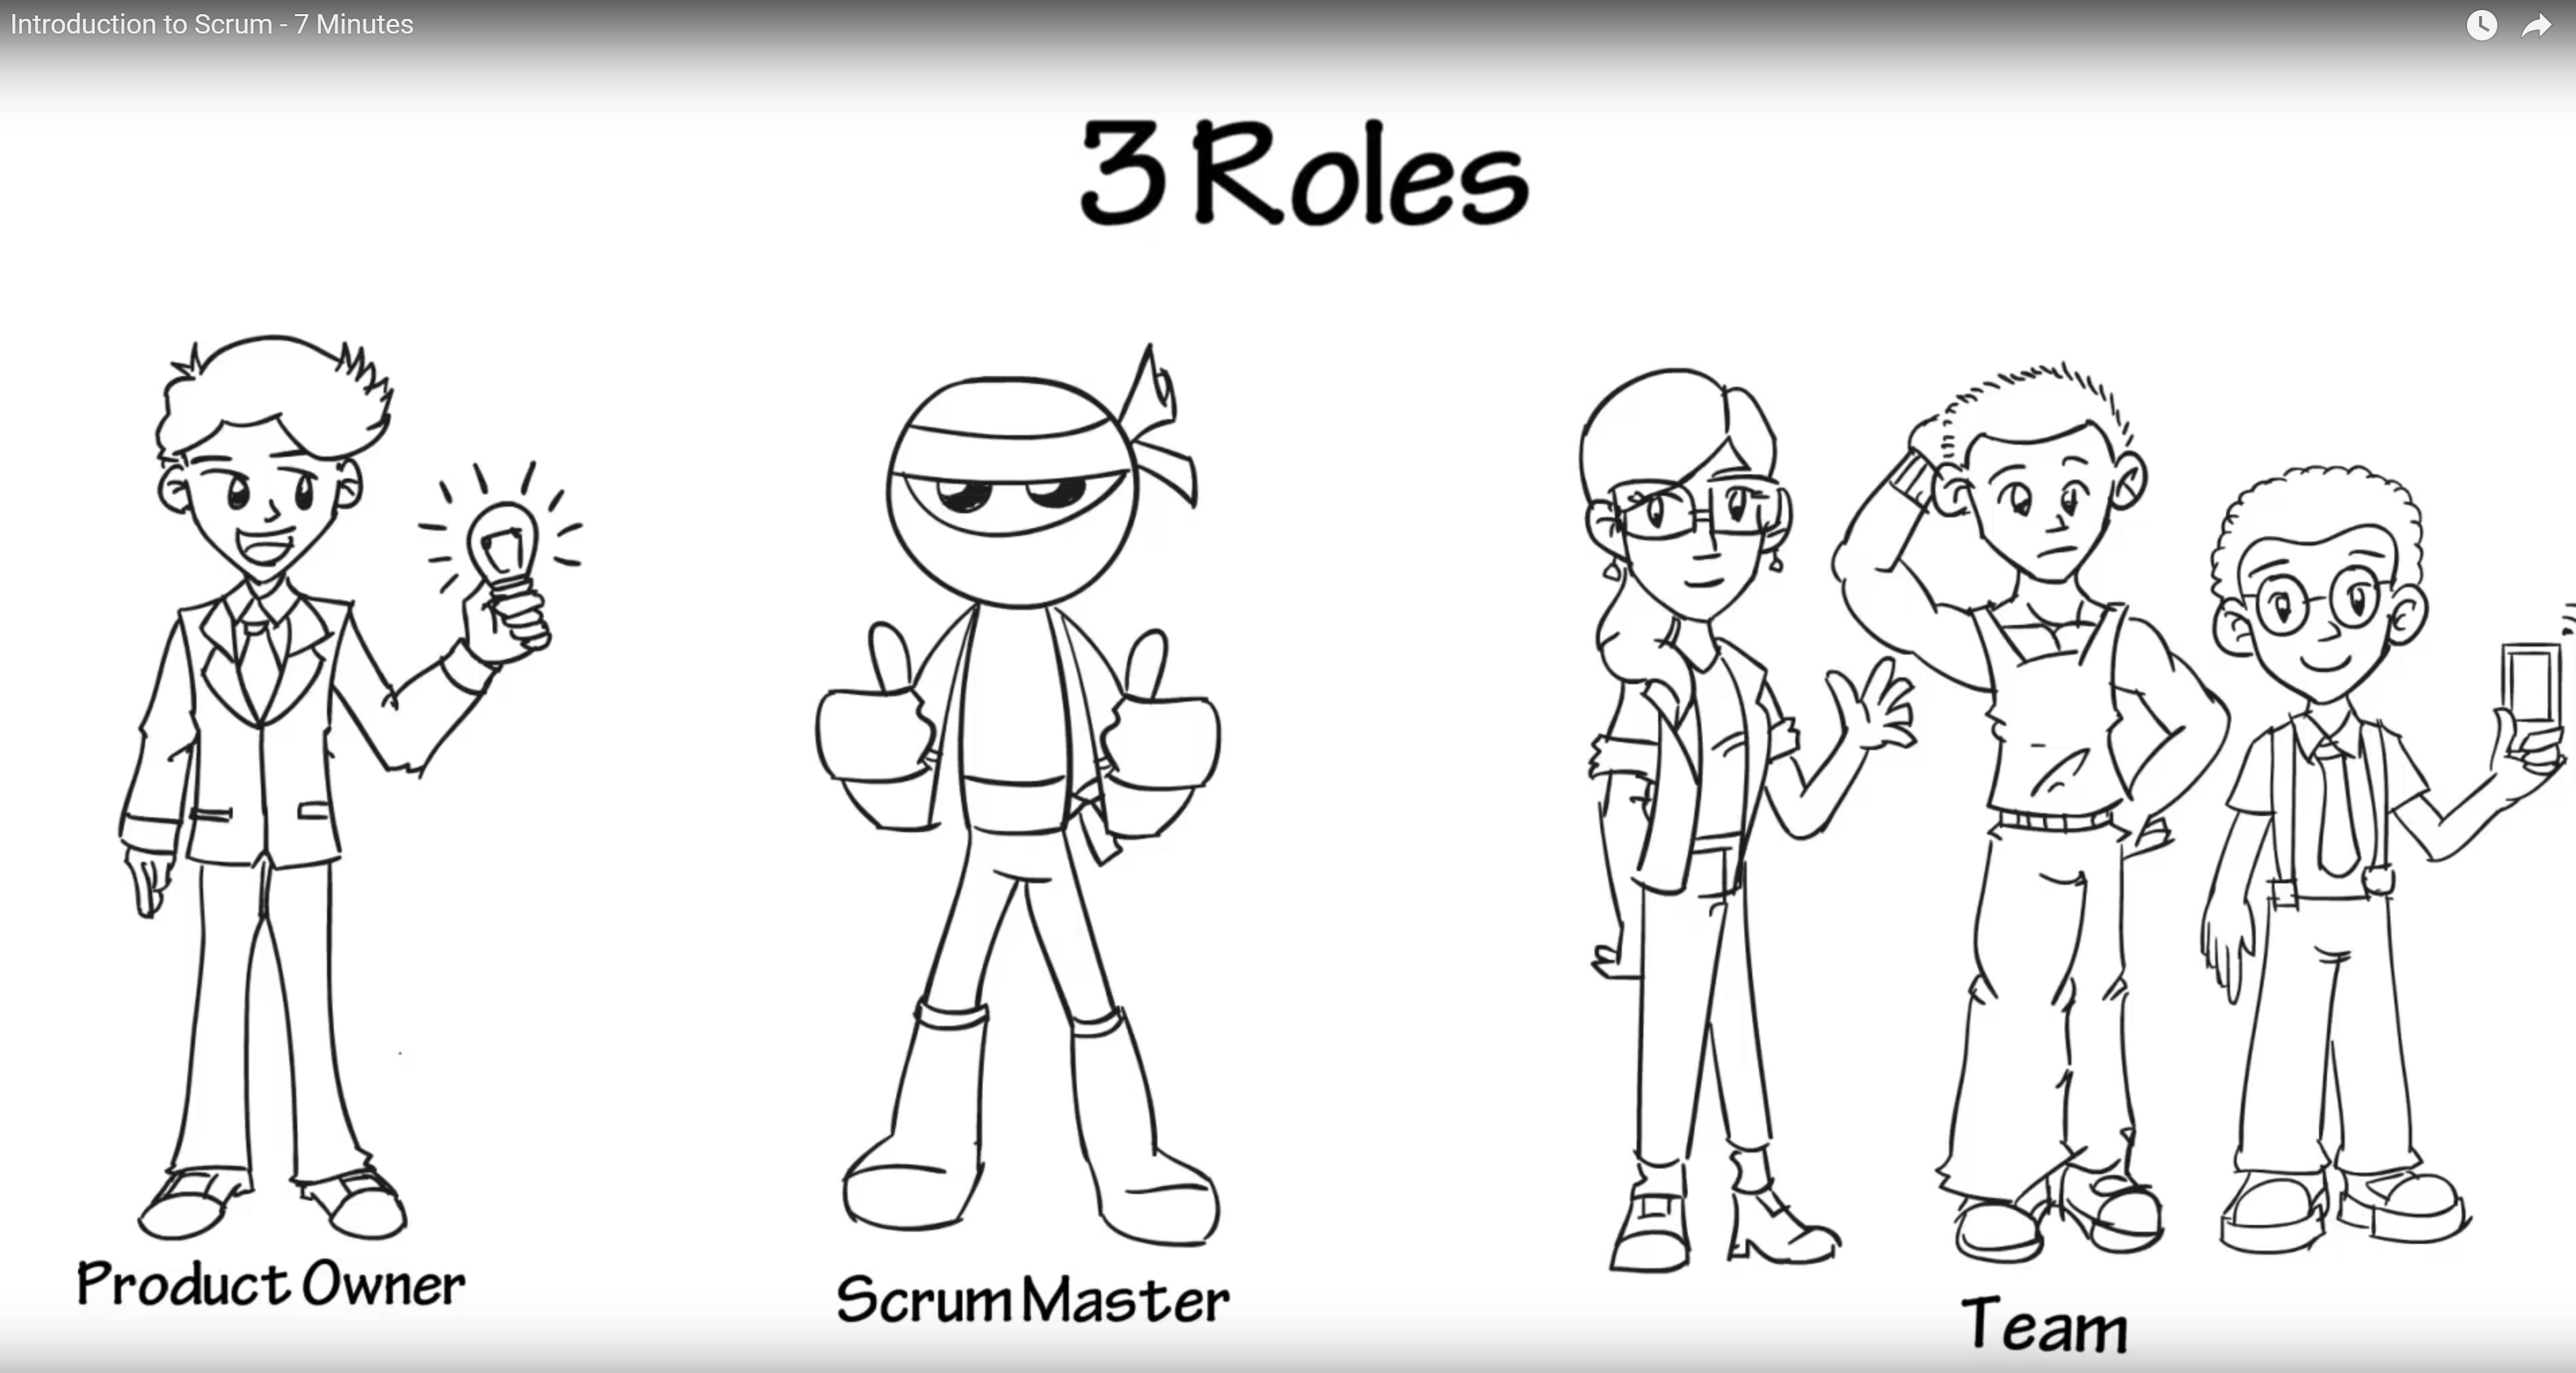 Introduction to Scrum - 7 Minutes
3 Roles
Product Owner
Scrum Master
Team